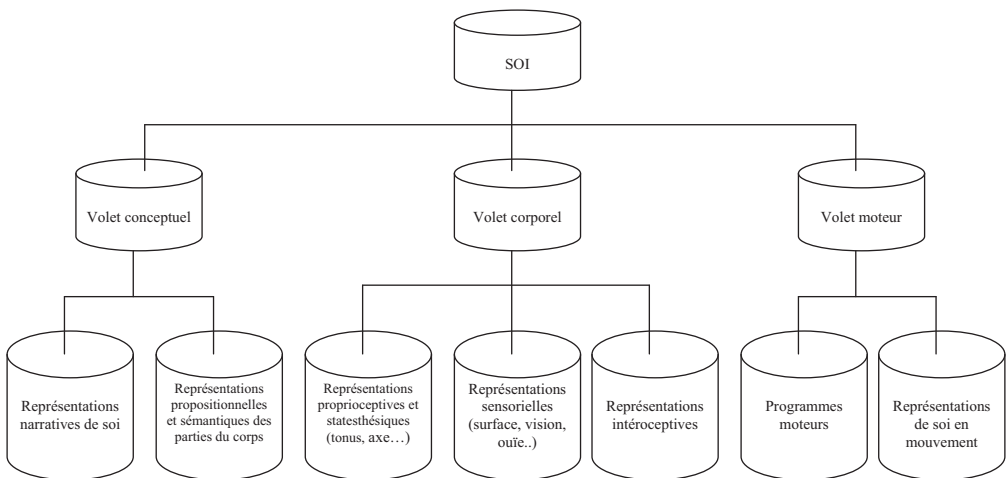 SOI
Volet conceptuel
Volet corporel
Volet moteur
Représentations
narratives de soi
Représentations
propositionnelles
et sémantiques des
parties du corps
Représentations
proprioceptives et
statesthésiques
(tonus, axe…)
Représentations
sensorielles
(surface, vision,
ouïe..)
Représentations
intéroceptives
Programmes
moteurs
Représentations
de soi en
mouvement